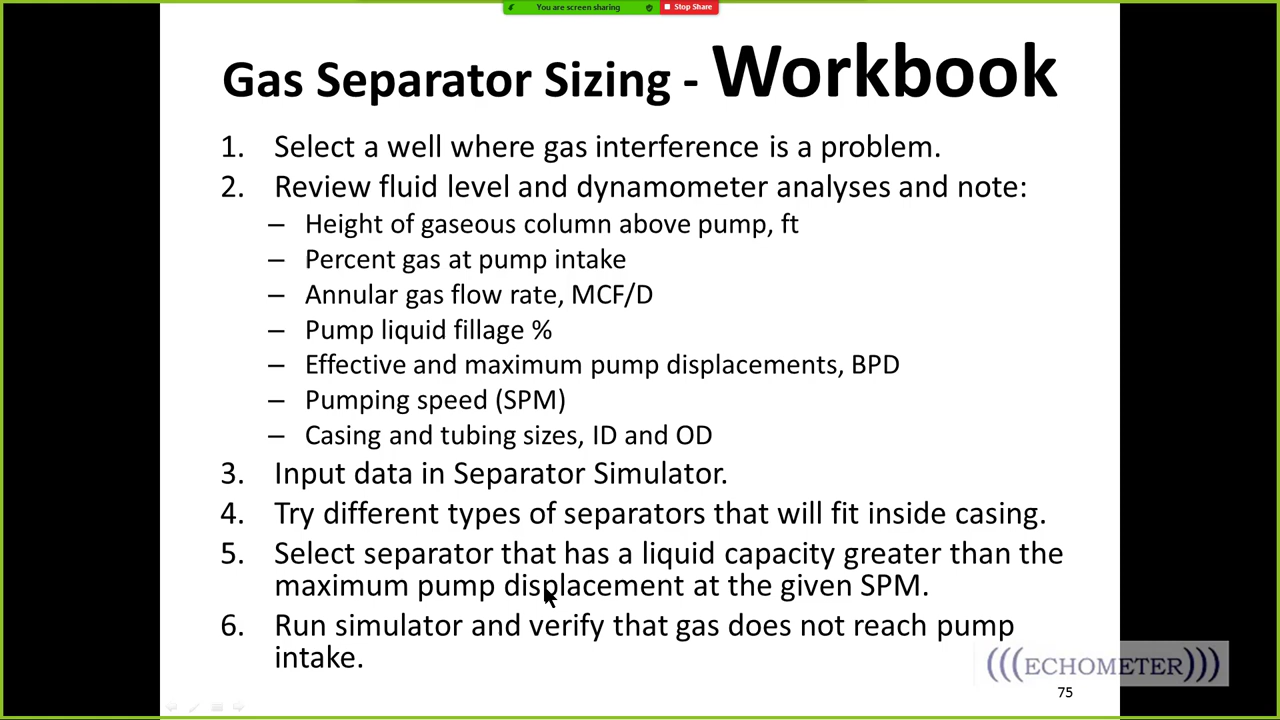 You are screen sharing
Stop Share
Gas Separator Sizing - Workbook
1. Select a well where gas interference is a problem.
2. Review fluid level and dynamometer analyses and note:
– Height of gaseous column above pump, ft
– Percent gas at pump intake
– Annular gas flow rate, MCF/D
– Pump liquid fillage %
– Effective and maximum pump displacements, BPD
– Pumping speed (SPM)
– Casing and tubing sizes, ID and OD
3. Input data in Separator Simulator.
4. Try different types of separators that will fit inside casing.
5. Select separator that has a liquid capacity greater than the
maximum pump displacement at the given SPM.
6. Run simulator and verify that gas does not reach pump
intake.
(((ECHOMETER)))
75